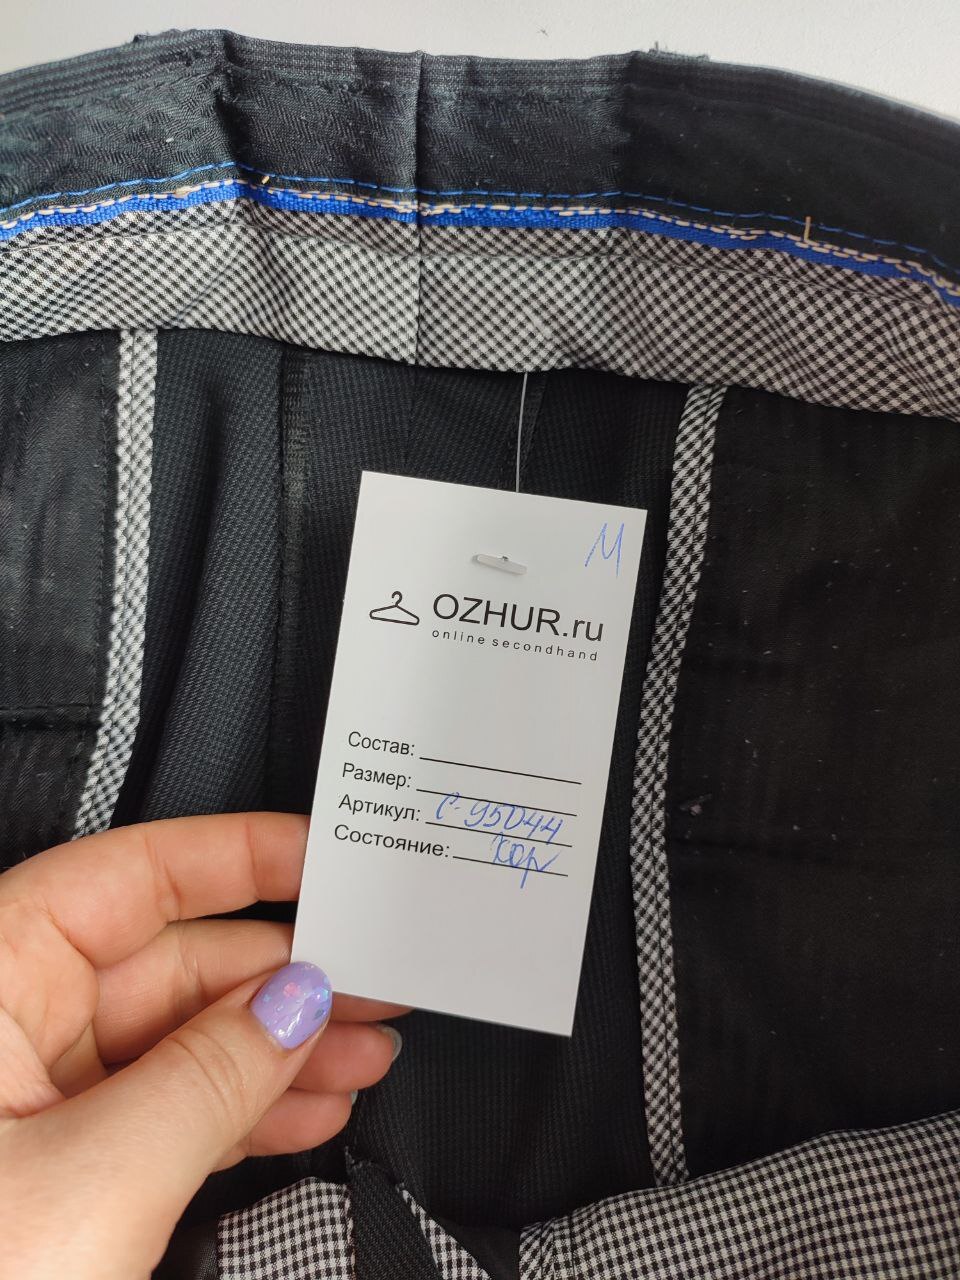 М
OZHUR.ru
online secondhand
Состав:
Размер:
Артикул: С-95044
Состояние: хор